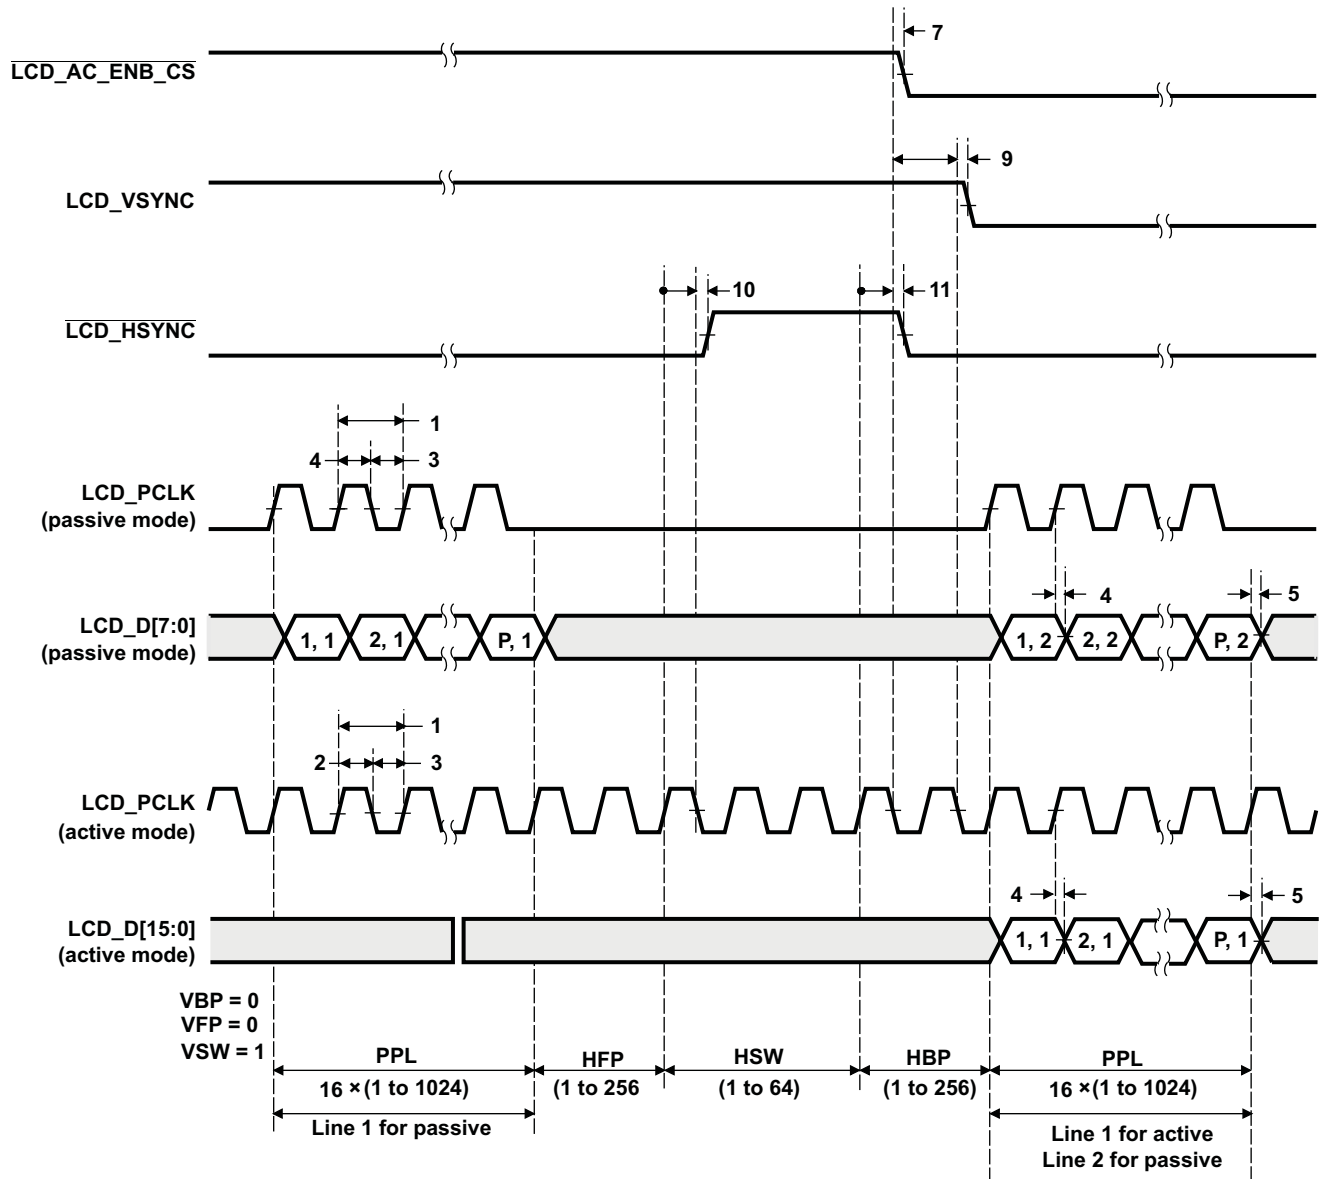 7
LCD_AC_ENB_CS
9
LCD_VSYNC
10
11
LCD_HSYNC
1
4
3
LCD_PCLK
(passive mode)
4
5
LCD_D[7:0]
(passive mode)
1, 1
2, 1
P, 1
1, 2
2, 2
P, 2
1
2
3
LCD_PCLK
(active mode)
4
5
LCD_D[15:0]
(active mode)
1, 1
2, 1
P, 1
VBP = 0
VFP = 0
VSW = 1
PPL
16 × (1 to 1024)
Line 1 for passive
HFP
(1 to 256
HSW
(1 to 64)
HBP
(1 to 256)
PPL
16 × (1 to 1024)
Line 1 for active
Line 2 for passive